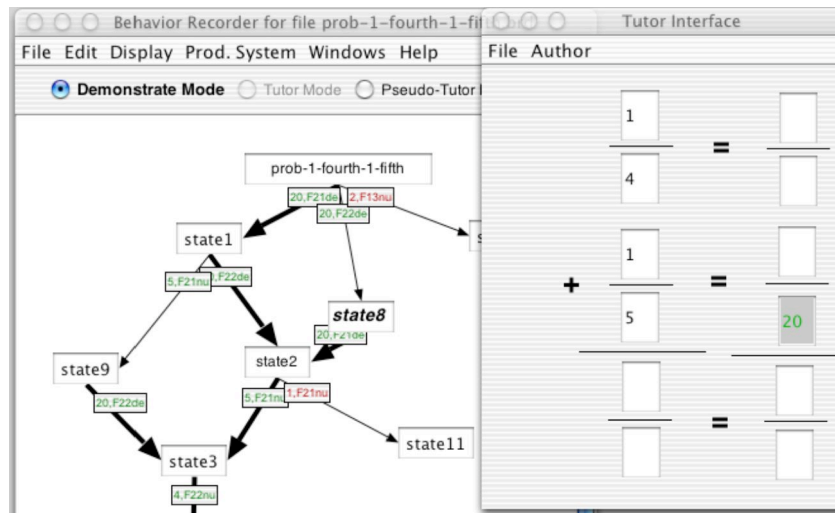 Behavior Recorder for file prob-1-fourth-1-fif
File Edit Display Prod. System Windows Help
Demonstrate Mode Tutor Mode Pseudo-Tutor
prob-1-fourth-1-fifth
20,F21de 2,F13nu
20,F22de
state1
5,F21nu ,F22de
state8
20,F21de
state2
state9
5,F21nu 1,F21nu
20,F22de
state11
state3
4,F22nu
Tutor Interface
File Author
1
=
4
1
+ =
5
20
=